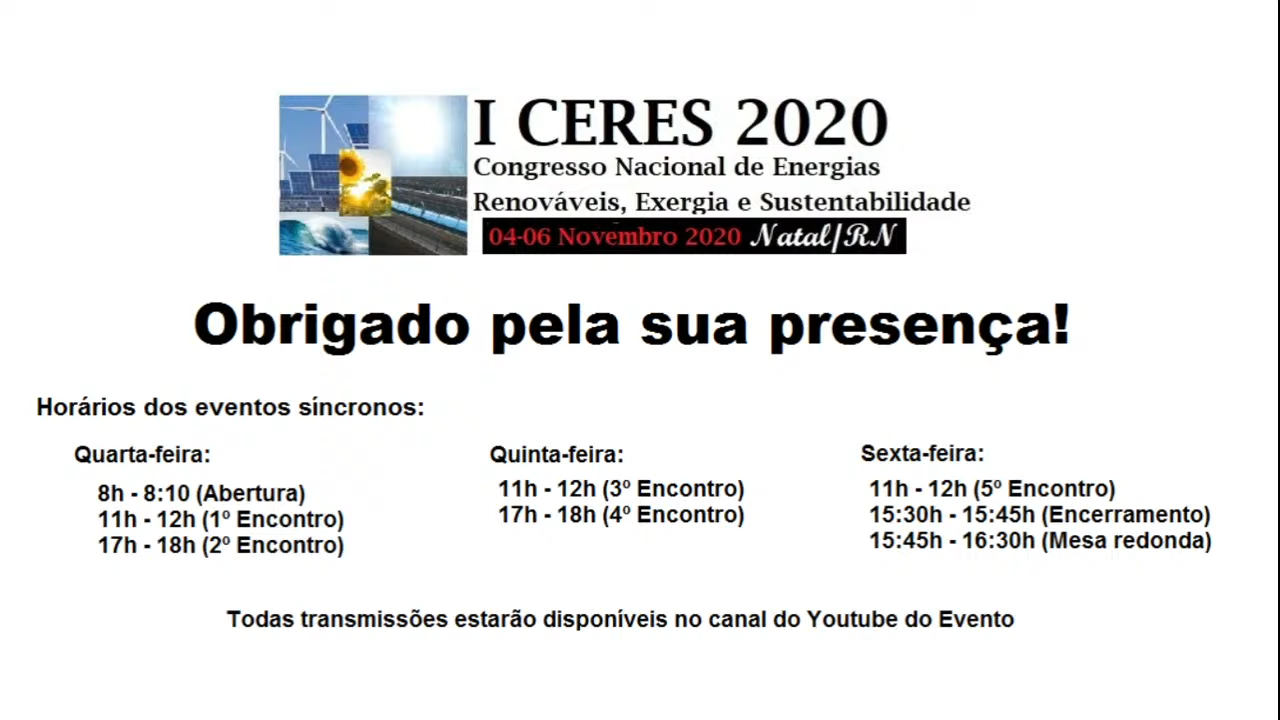 I CERES 2020
Congresso Nacional de Energias
Renováveis, Exergia e Sustentabilidade
04-06 Novembro 2020 Natal/RN
Obrigado pela sua presença!
Horários dos eventos síncronos:
Quarta-feira:
8h - 8:10 (Abertura)
11h - 12h (1º Encontro)
17h - 18h (2º Encontro)
Quinta-feira:
11h - 12h (3º Encontro)
17h - 18h (4º Encontro)
Sexta-feira:
11h - 12h (5º Encontro)
15:30h - 15:45h (Encerramento)
15:45h - 16:30h (Mesa redonda)
Todas transmissões estarão disponíveis no canal do Youtube do Evento